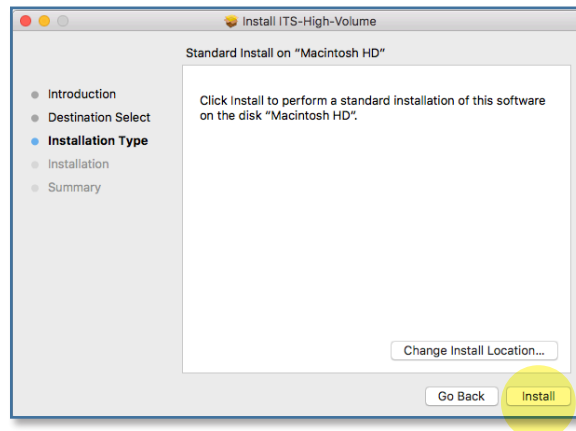 Install ITS-High-Volume
Standard Install on “Macintosh HD”
Introduction
Destination Select
Installation Type
Installation
Summary
Click Install to perform a standard installation of this software
on the disk “Macintosh HD”.
Change Install Location...
Go Back
Install